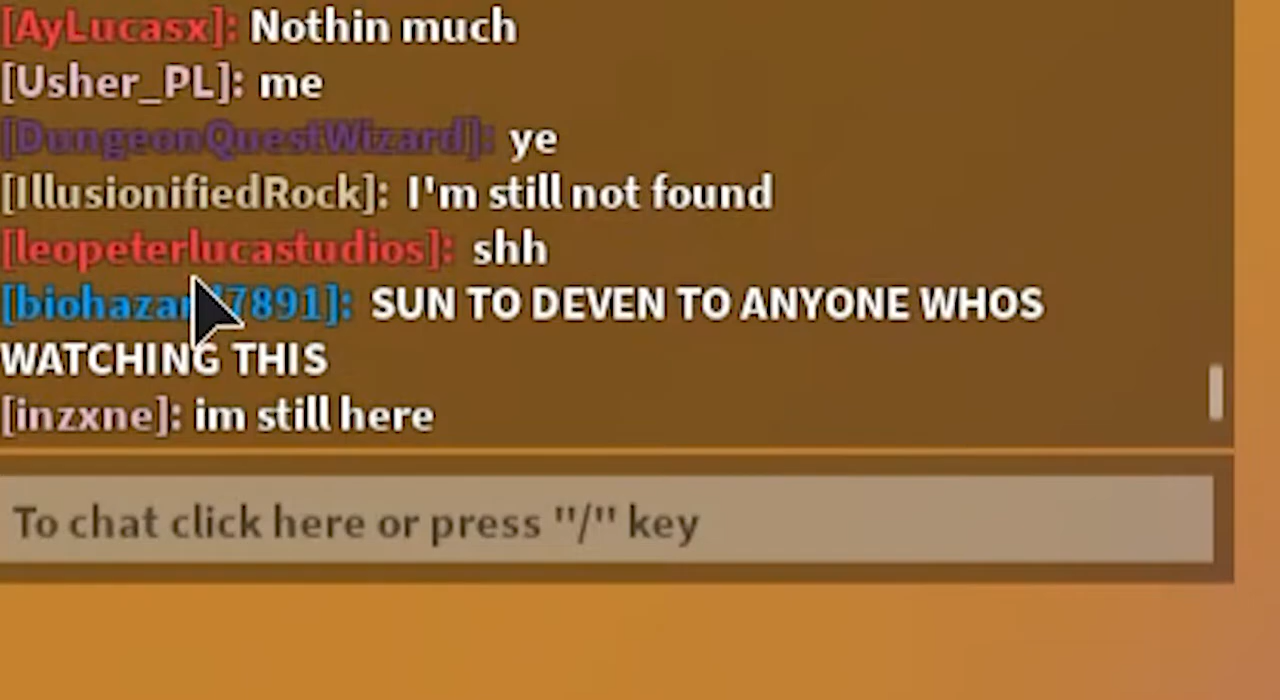 [AyLucasx]: Nothin much
[Usher_PL]: me
[DungeonQuestWizard]: ye
[IllusionifiedRock]: I'm still not found
[leopeterlucastudios]: shh
[biohazard7891]: SUN TO DEVEN TO ANYONE WHOS
WATCHING THIS
[inzxne]: im still here
To chat click here or press "/" key